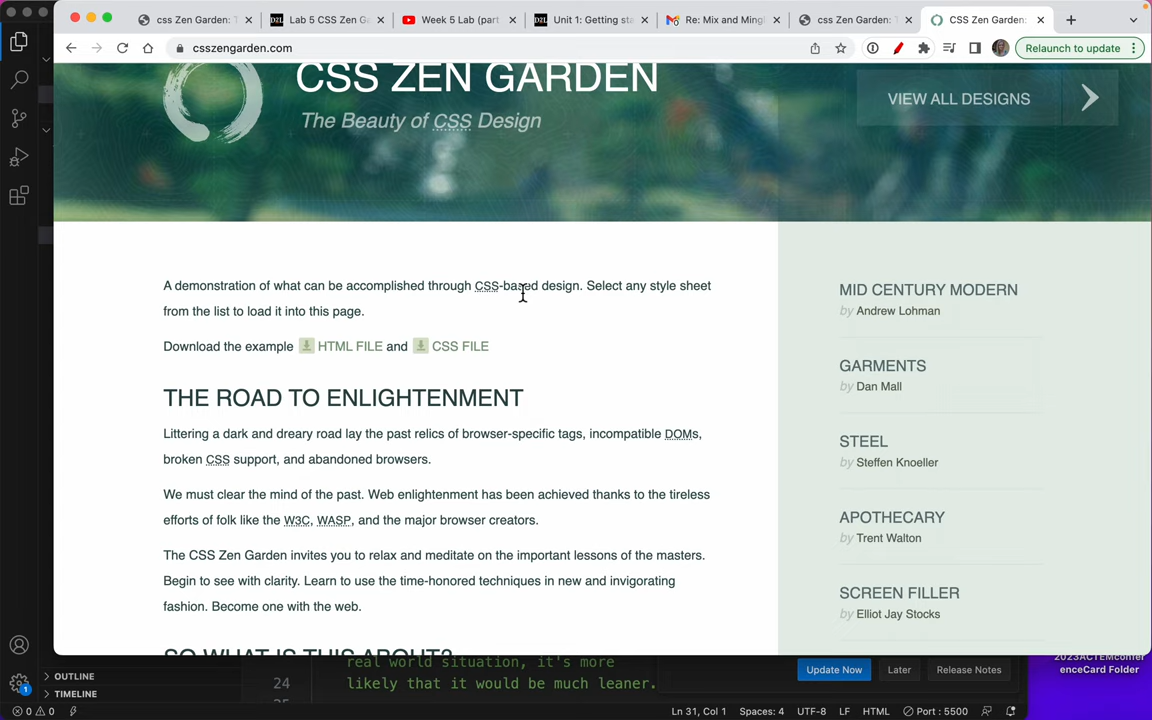 css Zen Garden: T
Lab 5 CSS Zen G
Week 5 Lab (part
Unit 1: Getting sta
Re: Mix and Mingl
css Zen Garden: T
CSS Zen Garden:
csszengarden.com
Relaunch to update
CSS ZEN GARDEN
The Beauty of CSS Design
VIEW ALL DESIGNS
A demonstration of what can be accomplished through CSS-based design. Select any style sheet
from the list to load it into this page.
Download the example HTML FILE and CSS FILE
THE ROAD TO ENLIGHTENMENT
Littering a dark and dreary road lay the past relics of browser-specific tags, incompatible DOMs,
broken CSS support, and abandoned browsers.
We must clear the mind of the past. Web enlightenment has been achieved thanks to the tireless
efforts of folk like the W3C, WASP, and the major browser creators.
The CSS Zen Garden invites you to relax and meditate on the important lessons of the masters.
Begin to see with clarity. Learn to use the time-honored techniques in new and invigorating
fashion. Become one with the web.
SO WHAT IS THIS ABOUT?
MID CENTURY MODERN
by Andrew Lohman
GARMENTS
by Dan Mall
STEEL
by Steffen Knoeller
APOTHECARY
by Trent Walton
SCREEN FILLER
by Elliot Jay Stocks
real world situation, it's more
24 likely that it would be much leaner.
OUTLINE
TIMELINE
Update Now
Later
Release Notes
2023ACTEMconfer
enceCard Folder
1
0 0
Ln 31, Col 1
Spaces: 4
UTF-8
LF
HTML
Port : 5500